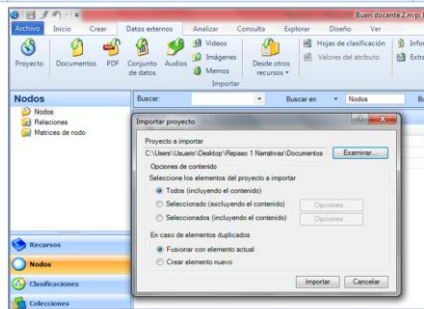 Buen docente 2.nvp:
Archivo Inicio Crear Datos externos Analizar Consulta Explorar Diseño Ver
Proyecto Documentos PDF Conjunto de datos Audios
Videos
Imágenes
Memos
Desde otros recursos
Hojas de clasificación
Valores del atributo
Importar
Nodos
Buscar: Buscar en Nodos
Nodos
Relaciones
Matrices de nodo
Importar proyecto
Proyecto a importar
C:\Users\Usuario\Desktop\Repaso 1 Narrativas\Documentos Examinar...
Opciones de contenido
Seleccione los elementos del proyecto a importar
Todos (incluyendo el contenido)
Seleccionado (excluyendo el contenido) Opciones...
Seleccionados (incluyendo el contenido) Opciones...
En caso de elementos duplicados
Fusionar con elemento actual
Crear elemento nuevo
Importar Cancelar
Recursos
Nodos
Clasificaciones
Colecciones